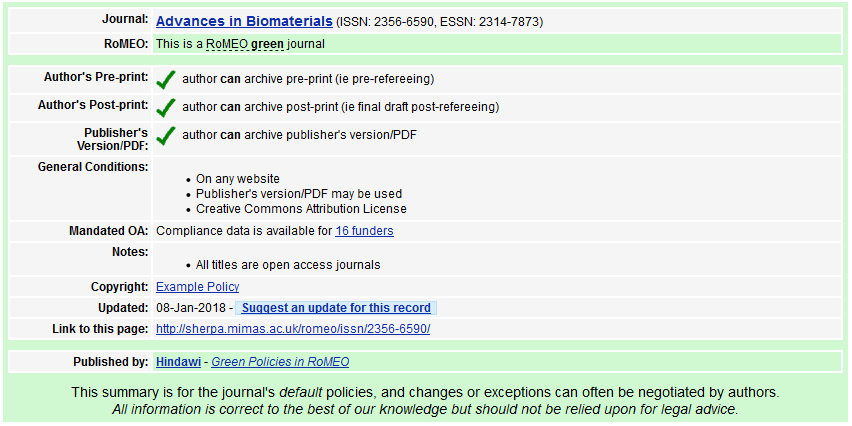 Journal: Advances in Biomaterials (ISSN: 2356-6590, ESSN: 2314-7873)
RoMEO: This is a RoMEO green journal
Author's Pre-print: author can archive pre-print (ie pre-refereeing)
Author's Post-print: author can archive post-print (ie final draft post-refereeing)
Publisher's Version/PDF: author can archive publisher's version/PDF
General Conditions:
• On any website
• Publisher's version/PDF may be used
• Creative Commons Attribution License
Mandated OA: Compliance data is available for 16 funders
Notes:
• All titles are open access journals
Copyright: Example Policy
Updated: 08-Jan-2018 - Suggest an update for this record
Link to this page: http://sherpa.mimas.ac.uk/romeo/issn/2356-6590/
Published by: Hindawi - Green Policies in RoMEO
This summary is for the journal's default policies, and changes or exceptions can often be negotiated by authors.
All information is correct to the best of our knowledge but should not be relied upon for legal advice.